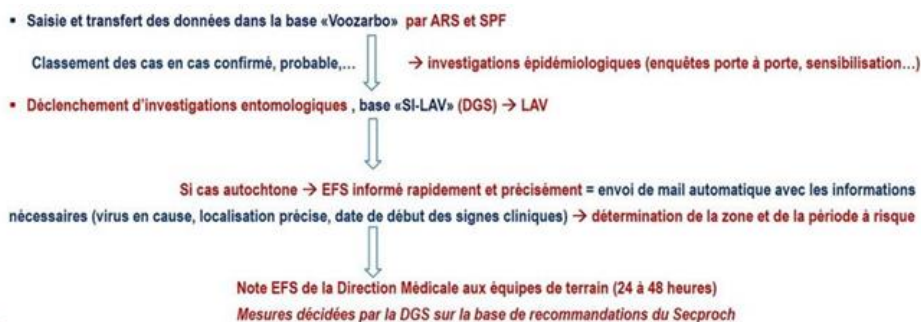 ▪ Saisie et transfert des données dans la base «Voozarbo» par ARS et SPF
Classement des cas en cas confirmé, probable,… → investigations épidémiologiques (enquêtes porte à porte, sensibilisation…)
▪ Déclenchement d'investigations entomologiques , base «SI-LAV» (DGS) → LAV
Si cas autochtone → EFS informé rapidement et précisément = envoi de mail automatique avec les informations
nécessaires (virus en cause, localisation précise, date de début des signes cliniques) → détermination de la zone et de la période à risque
Note EFS de la Direction Médicale aux équipes de terrain (24 à 48 heures)
Mesures décidées par la DGS sur la base de recommandations du Secproch